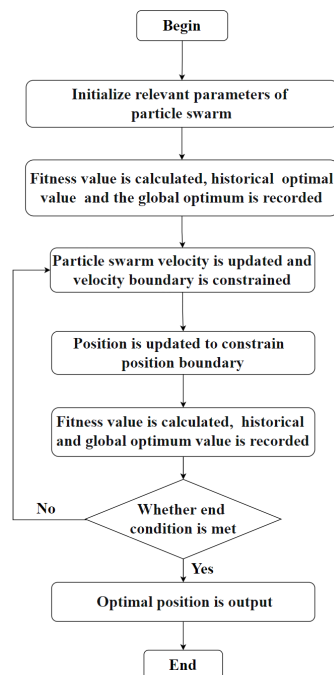 Begin
Initialize relevant parameters of
particle swarm
Fitness value is calculated, historical optimal
value and the global optimum is recorded
Particle swarm velocity is updated and
velocity boundary is constrained
Position is updated to constrain
position boundary
Fitness value is calculated, historical
and global optimum value is recorded
No
Whether end
condition is met
Yes
Optimal position is output
End